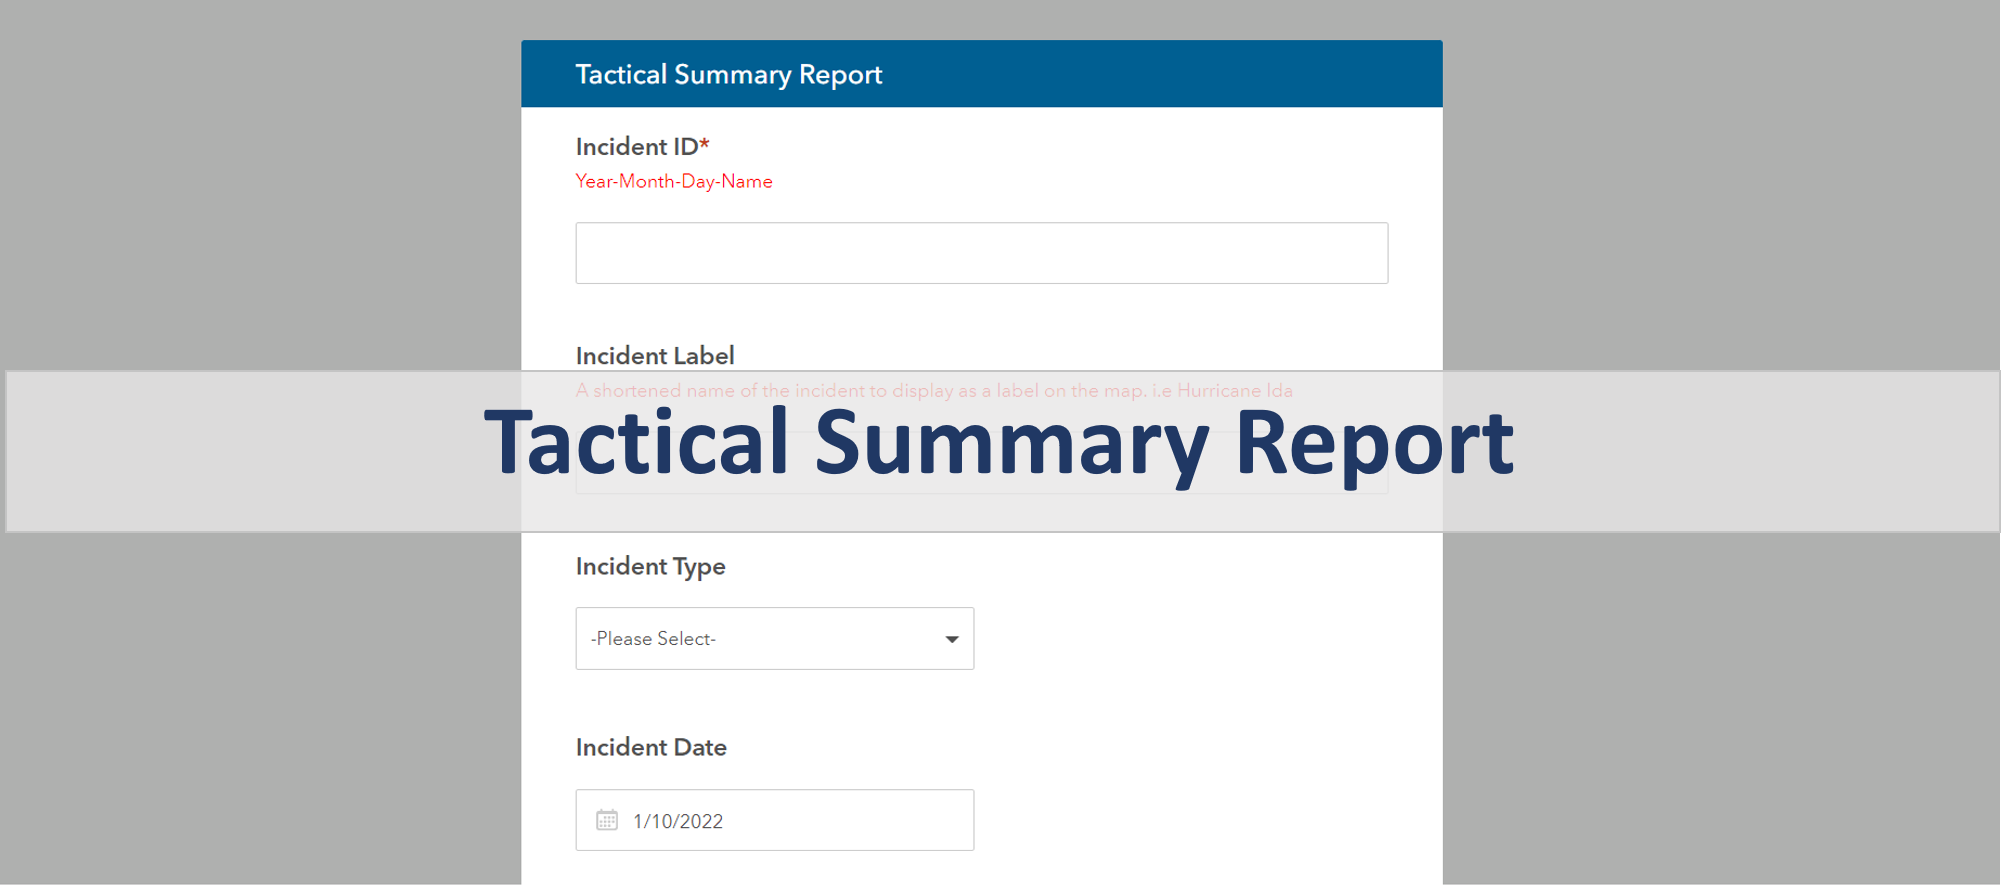 Tactical Summary Report
Incident ID*
Year-Month-Day-Name
Incident Label
A shortened name of the incident to display as a label on the map. i.e Hurricane Ida
Tactical Summary Report
Incident Type
-Please Select-
Incident Date
1/10/2022